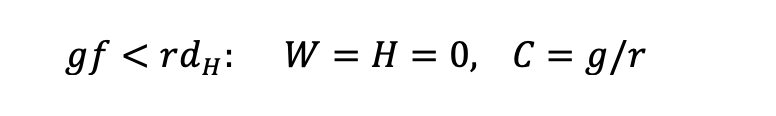 gf < rd_H:    W = H = 0,   C = g/r